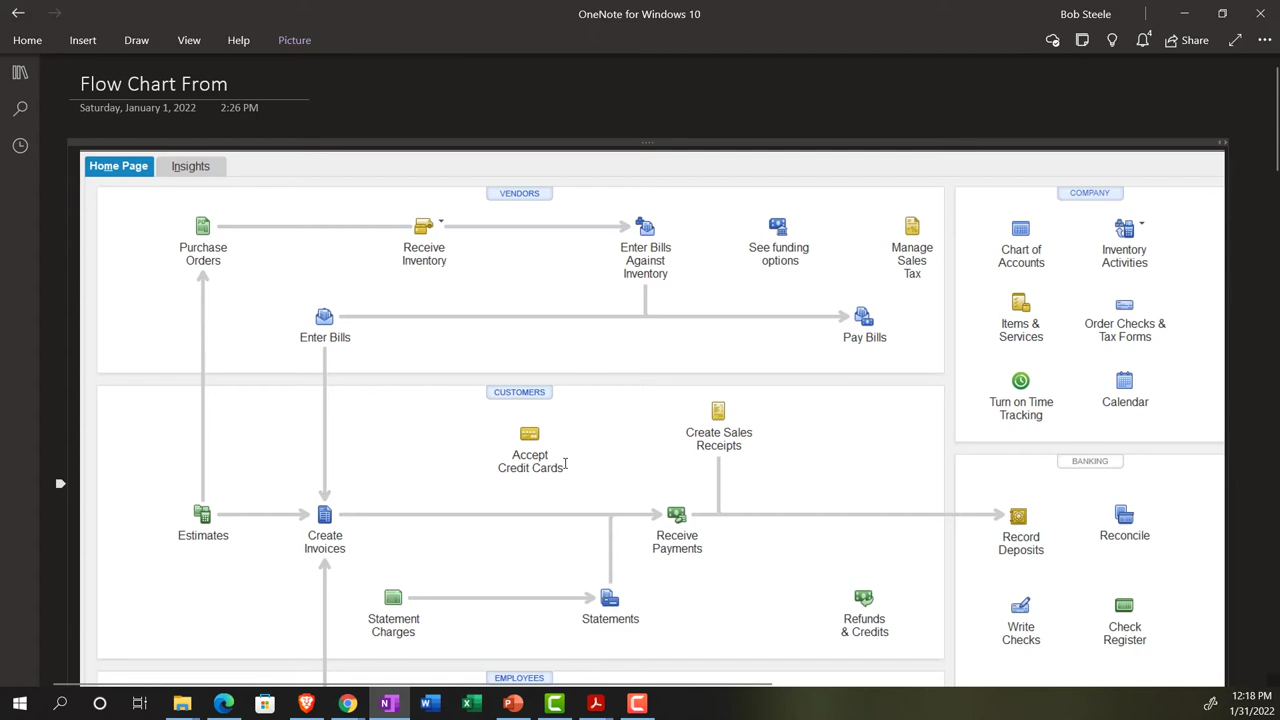 OneNote for Windows 10
Bob Steele
Home
Insert
Draw
View
Help
Picture
4
Share
Flow Chart From
Saturday, January 1, 2022 2:26 PM
Home Page
Insights
VENDORS
COMPANY
Purchase
Orders
Receive
Inventory
Enter Bills
Against
Inventory
See funding
options
Manage
Sales
Tax
Chart of
Accounts
Inventory
Activities
Enter Bills
Pay Bills
Items &
Services
Order Checks &
Tax Forms
Turn on Time
Tracking
Calendar
CUSTOMERS
Accept
Credit Cards
Create Sales
Receipts
BANKING
Estimates
Create
Invoices
Receive
Payments
Record
Deposits
Reconcile
Statement
Charges
Statements
Refunds
& Credits
Write
Checks
Check
Register
EMPLOYEES
12:18 PM
1/31/2022